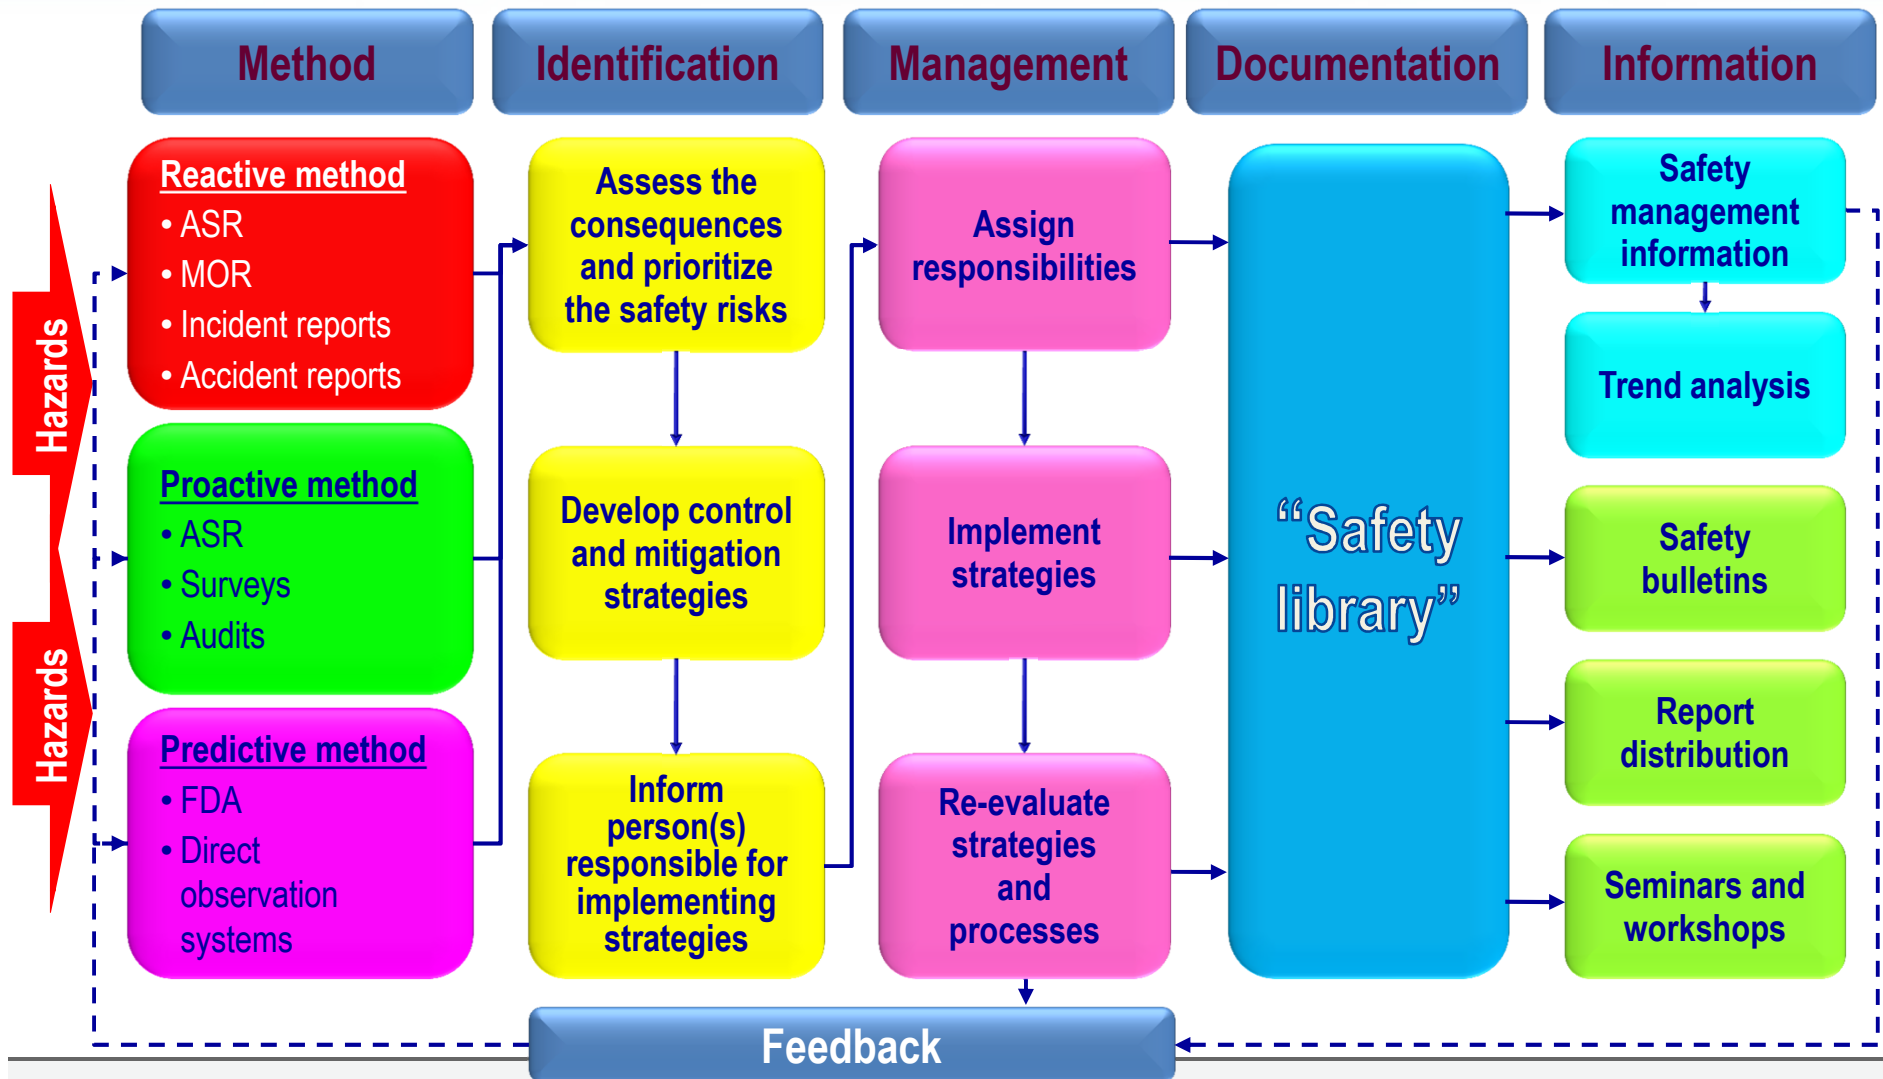 Method
Identification
Management
Documentation
Information
Hazards
Hazards
Reactive method
• ASR
• MOR
• Incident reports
• Accident reports
Proactive method
• ASR
• Surveys
• Audits
Predictive method
• FDA
• Direct
observation
systems
Assess the
consequences
and prioritize
the safety risks
Develop control
and mitigation
strategies
Inform
person(s)
responsible for
implementing
strategies
Assign
responsibilities
Implement
strategies
Re-evaluate
strategies
and
processes
“Safety
library”
Safety
management
information
Trend analysis
Safety
bulletins
Report
distribution
Seminars and
workshops
Feedback